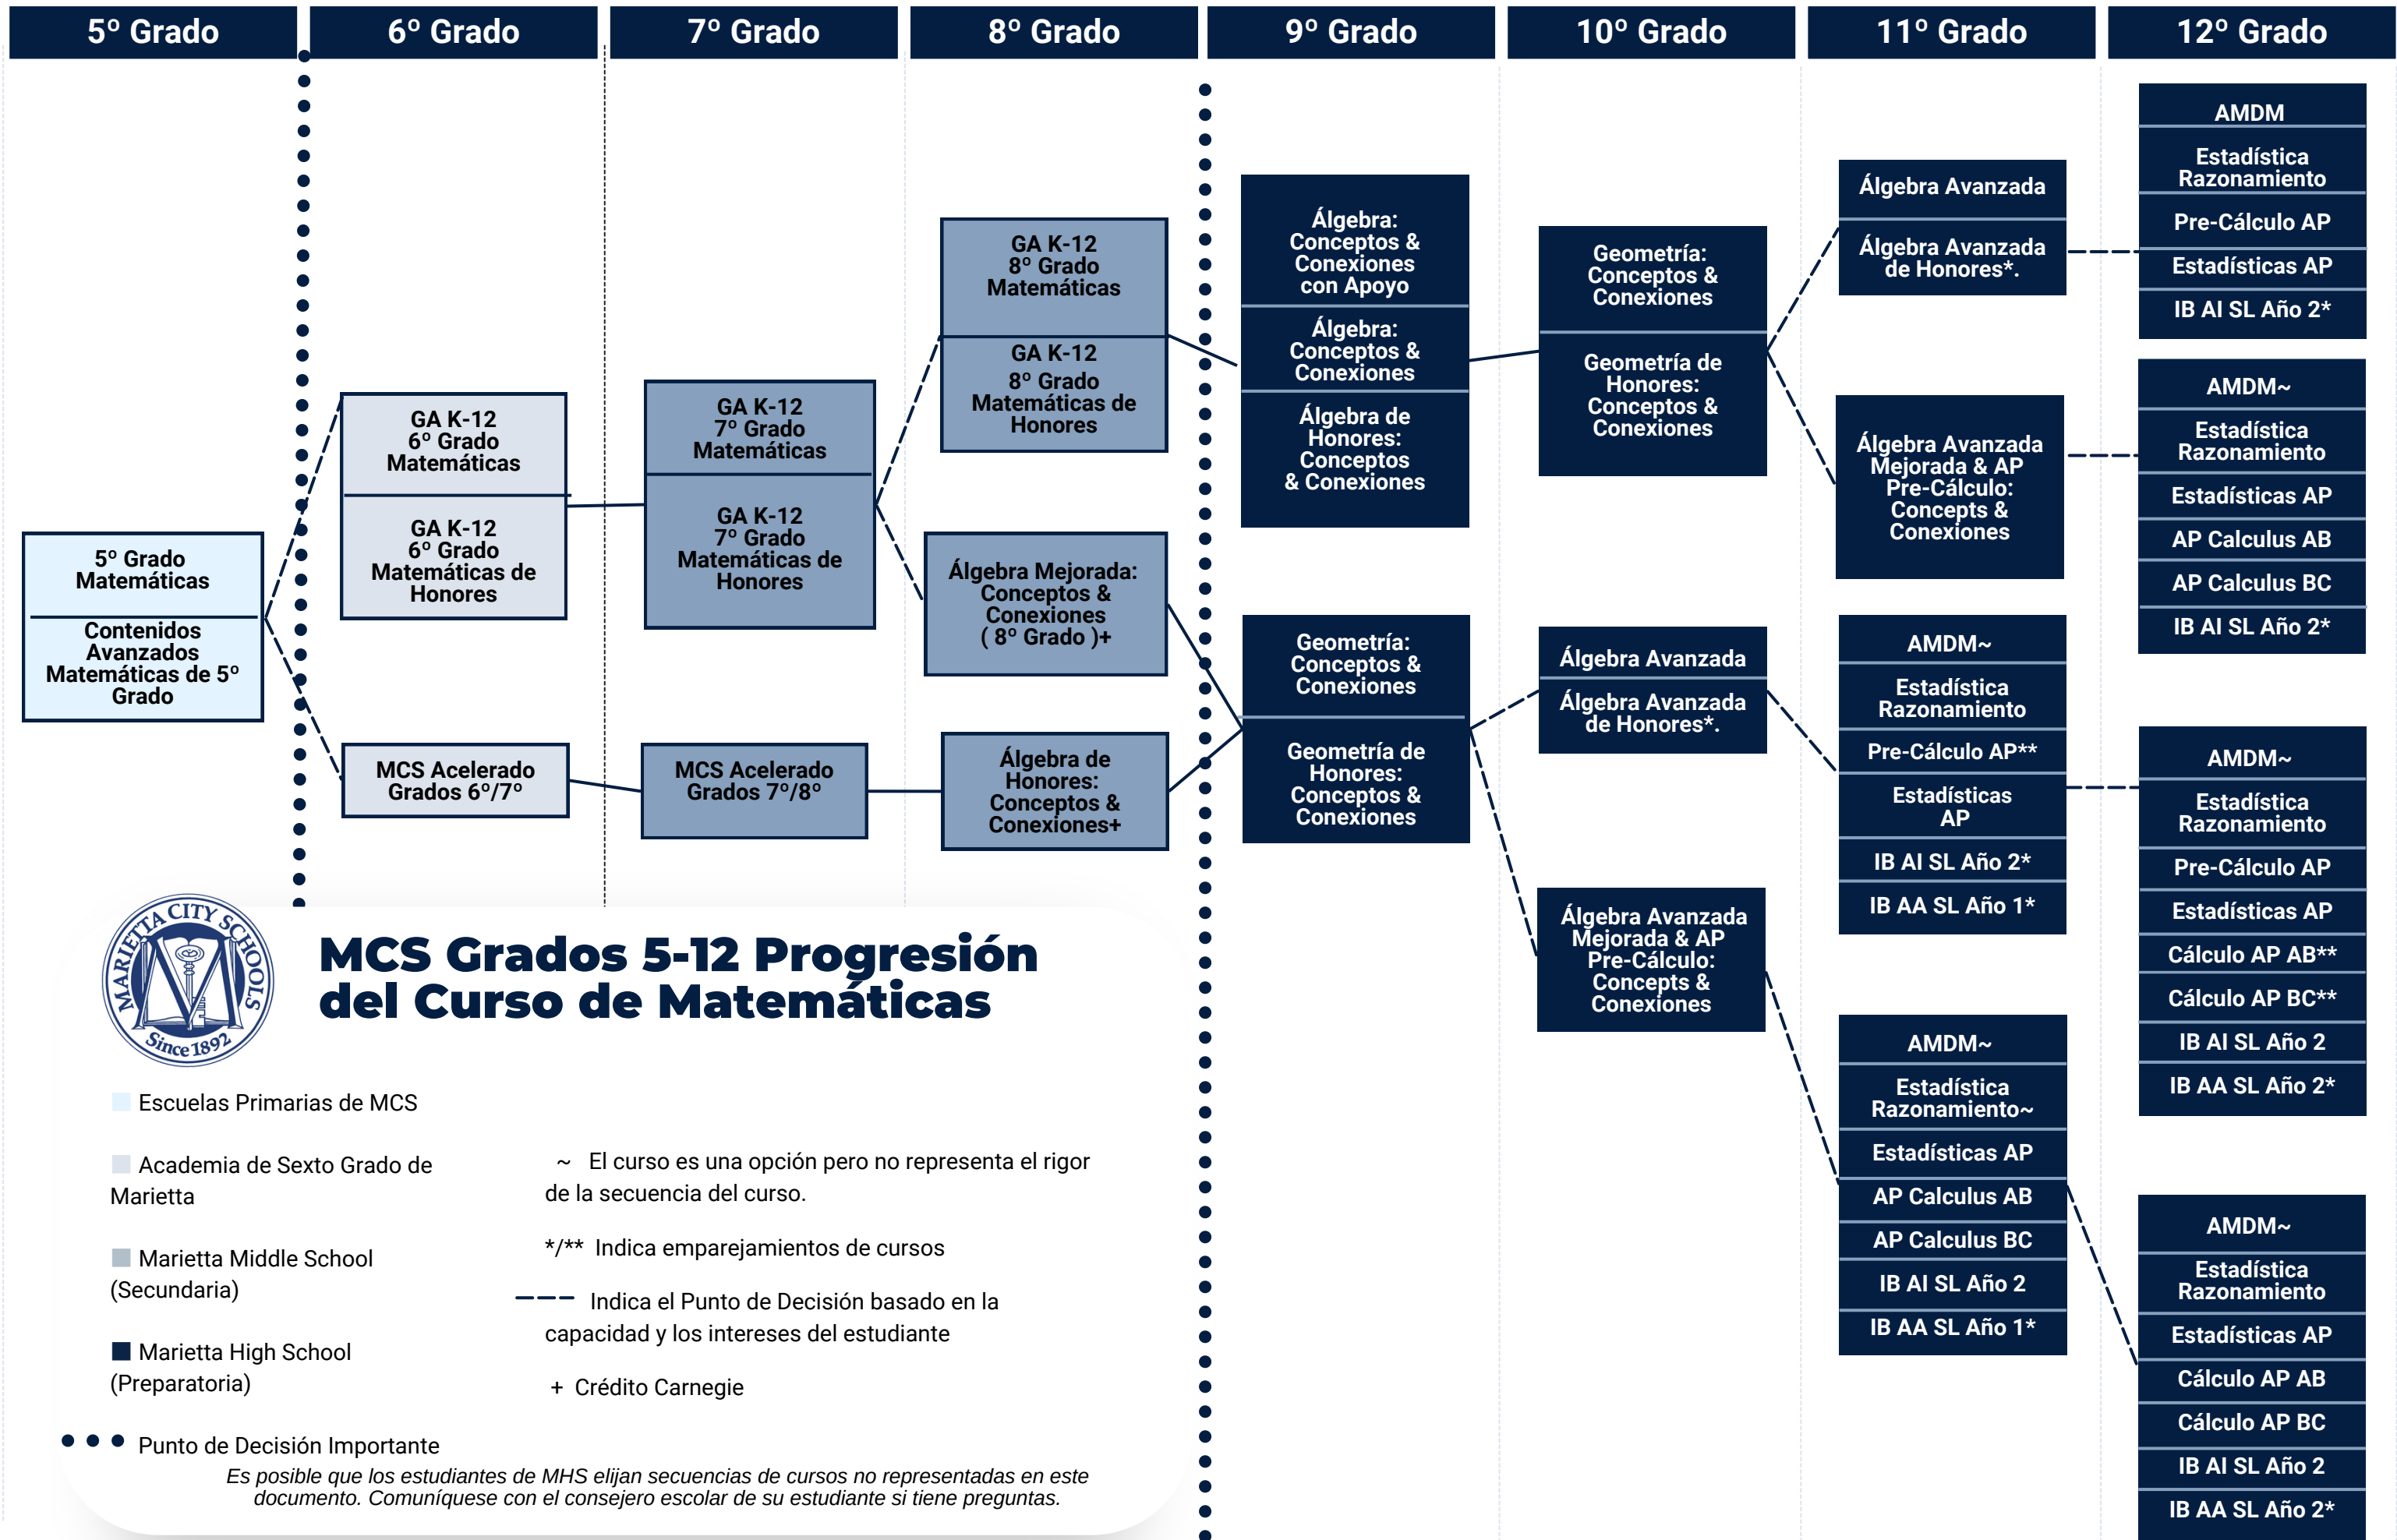 5º Grado
6º Grado
7º Grado
8º Grado
9º Grado
10º Grado
11º Grado
12º Grado
5º Grado
Matemáticas
Contenidos
Avanzados
Matemáticas de 5º
Grado
GA K-12
6º Grado
Matemáticas
GA K-12
6º Grado
Matemáticas de
Honores
MCS Acelerado
Grados 6º/7º
GA K-12
7º Grado
Matemáticas
GA K-12
7º Grado
Matemáticas de
Honores
MCS Acelerado
Grados 7º/8º
GA K-12
8º Grado
Matemáticas
GA K-12
8º Grado
Matemáticas de
Honores
Álgebra Mejorada:
Conceptos &
Conexiones
( 8º Grado )+
Álgebra de
Honores:
Conceptos &
Conexiones+
Álgebra:
Conceptos &
Conexiones
con Apoyo
Álgebra:
Conceptos &
Conexiones
Álgebra de
Honores:
Conceptos
& Conexiones
Geometría:
Conceptos &
Conexiones
Geometría de
Honores:
Conceptos &
Conexiones
Geometría:
Conceptos &
Conexiones
Geometría de
Honores:
Conceptos &
Conexiones
Álgebra Avanzada
Álgebra Avanzada
de Honores*.
Álgebra Avanzada
Mejorada & AP
Pre-Cálculo:
Concepts &
Conexiones
Álgebra Avanzada
Álgebra Avanzada
de Honores*.
Álgebra Avanzada
Mejorada & AP
Pre-Cálculo:
Concepts &
Conexiones
AMDM~
Estadística
Razonamiento
Pre-Cálculo AP**
Estadísticas
AP
IB AI SL Año 2*
IB AA SL Año 1*
AMDM~
Estadística
Razonamiento~
Estadísticas AP
AP Calculus AB
AP Calculus BC
IB AI SL Año 2
IB AA SL Año 1*
AMDM
Estadística
Razonamiento
Pre-Cálculo AP
Estadísticas AP
IB AI SL Año 2*
AMDM~
Estadística
Razonamiento
Estadísticas AP
AP Calculus AB
AP Calculus BC
IB AI SL Año 2*
AMDM~
Estadística
Razonamiento
Pre-Cálculo AP
Estadísticas AP
Cálculo AP AB**
Cálculo AP BC**
IB AI SL Año 2
IB AA SL Año 2*
AMDM~
Estadística
Razonamiento
Estadísticas AP
Cálculo AP AB
Cálculo AP BC
IB AI SL Año 2
IB AA SL Año 2*
MARIETTA CITY SCHOOLS
M
Since 1892
MCS Grados 5-12 Progresión
del Curso de Matemáticas
Escuelas Primarias de MCS
Academia de Sexto Grado de
Marietta
Marietta Middle School
(Secundaria)
Marietta High School
(Preparatoria)
Punto de Decisión Importante
~ El curso es una opción pero no representa el rigor
de la secuencia del curso.
*/** Indica emparejamientos de cursos
Indica el Punto de Decisión basado en la
capacidad y los intereses del estudiante
+ Crédito Carnegie
Es posible que los estudiantes de MHS elijan secuencias de cursos no representadas en este
documento. Comuníquese con el consejero escolar de su estudiante si tiene preguntas.